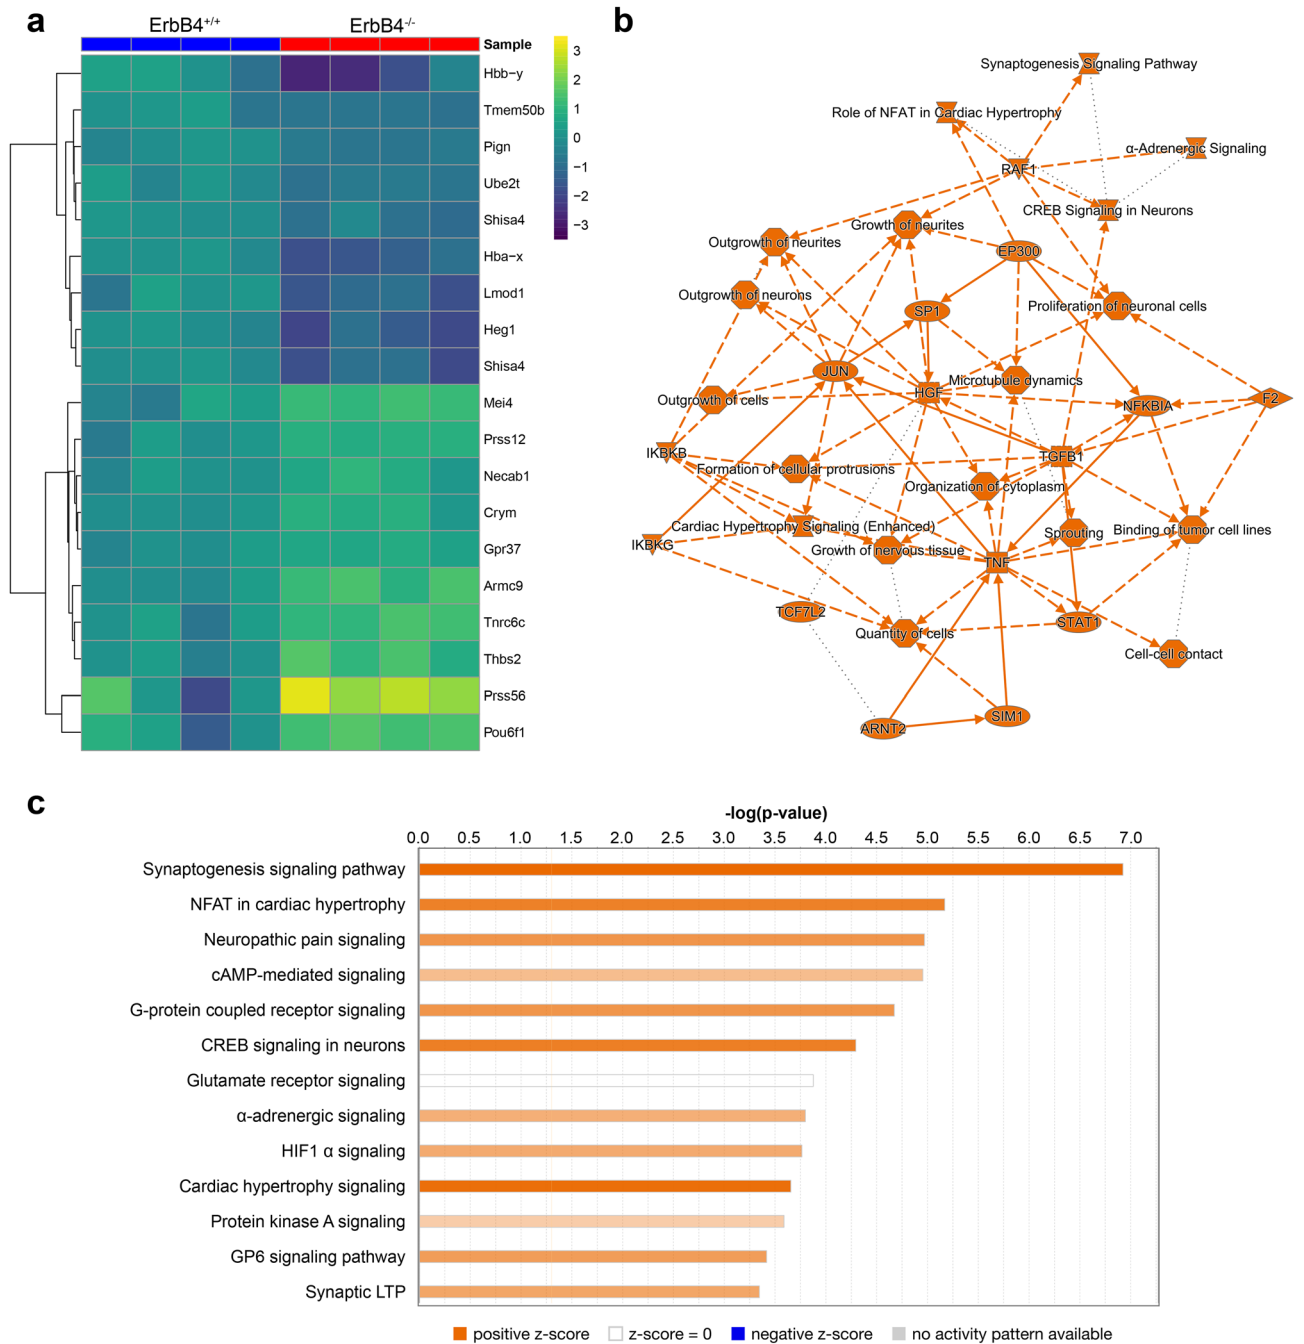 a
ErbB4+/+
ErbB4-/-
Sample
Hbb−y
Tmem50b
Pign
Ube2t
Shisa4
Hba−x
Lmod1
Heg1
Shisa4
Mei4
Prss12
Necab1
Crym
Gpr37
Armc9
Tnrc6c
Thbs2
Prss56
Pou6f1
3
2
1
0
−1
−2
−3
b
Synaptogenesis Signaling Pathway
Role of NFAT in Cardiac Hypertrophy
α-Adrenergic Signaling
RAF1
CREB Signaling in Neurons
Growth of neurites
Outgrowth of neurites
EP300
Outgrowth of neurons
Proliferation of neuronal cells
SP1
JUN
Microtubule dynamics
HGF
Outgrowth of cells
NFKBIA
F2
IKBKB
TGFB1
Formation of cellular protrusions
Organization of cytoplasm
Cardiac Hypertrophy Signaling (Enhanced)
Sprouting
Binding of tumor cell lines
IKBKG
Growth of nervous tissue
TNF
TCF7L2
STAT1
Quantity of cells
Cell-cell contact
SIM1
ARNT2
c
-log(p-value)
0.0 0.5 1.0 1.5 2.0 2.5 3.0 3.5 4.0 4.5 5.0 5.5 6.0 6.5 7.0
Synaptogenesis signaling pathway
NFAT in cardiac hypertrophy
Neuropathic pain signaling
cAMP-mediated signaling
G-protein coupled receptor signaling
CREB signaling in neurons
Glutamate receptor signaling
α-adrenergic signaling
HIF1 α signaling
Cardiac hypertrophy signaling
Protein kinase A signaling
GP6 signaling pathway
Synaptic LTP
positive z-score
z-score = 0
negative z-score
no activity pattern available